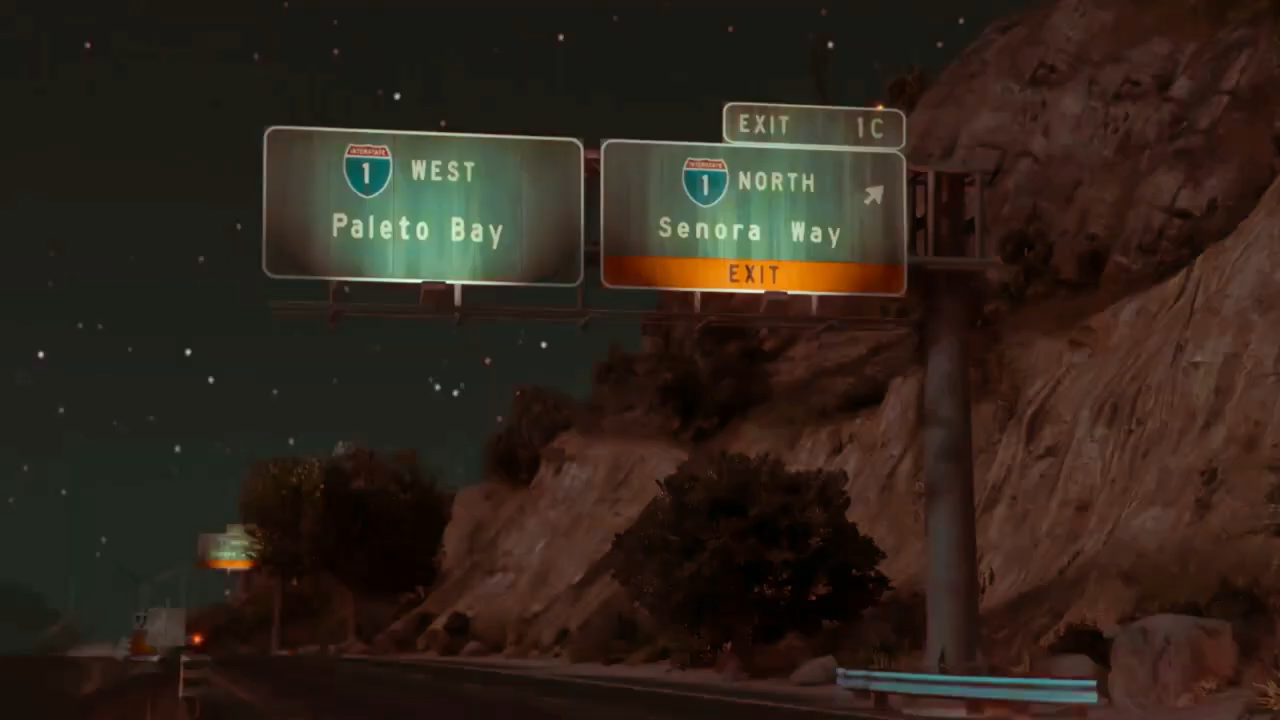 INTERSTATE
1 WEST
Paleto Bay
EXIT 1C
INTERSTATE
1 NORTH
Senora Way
EXIT